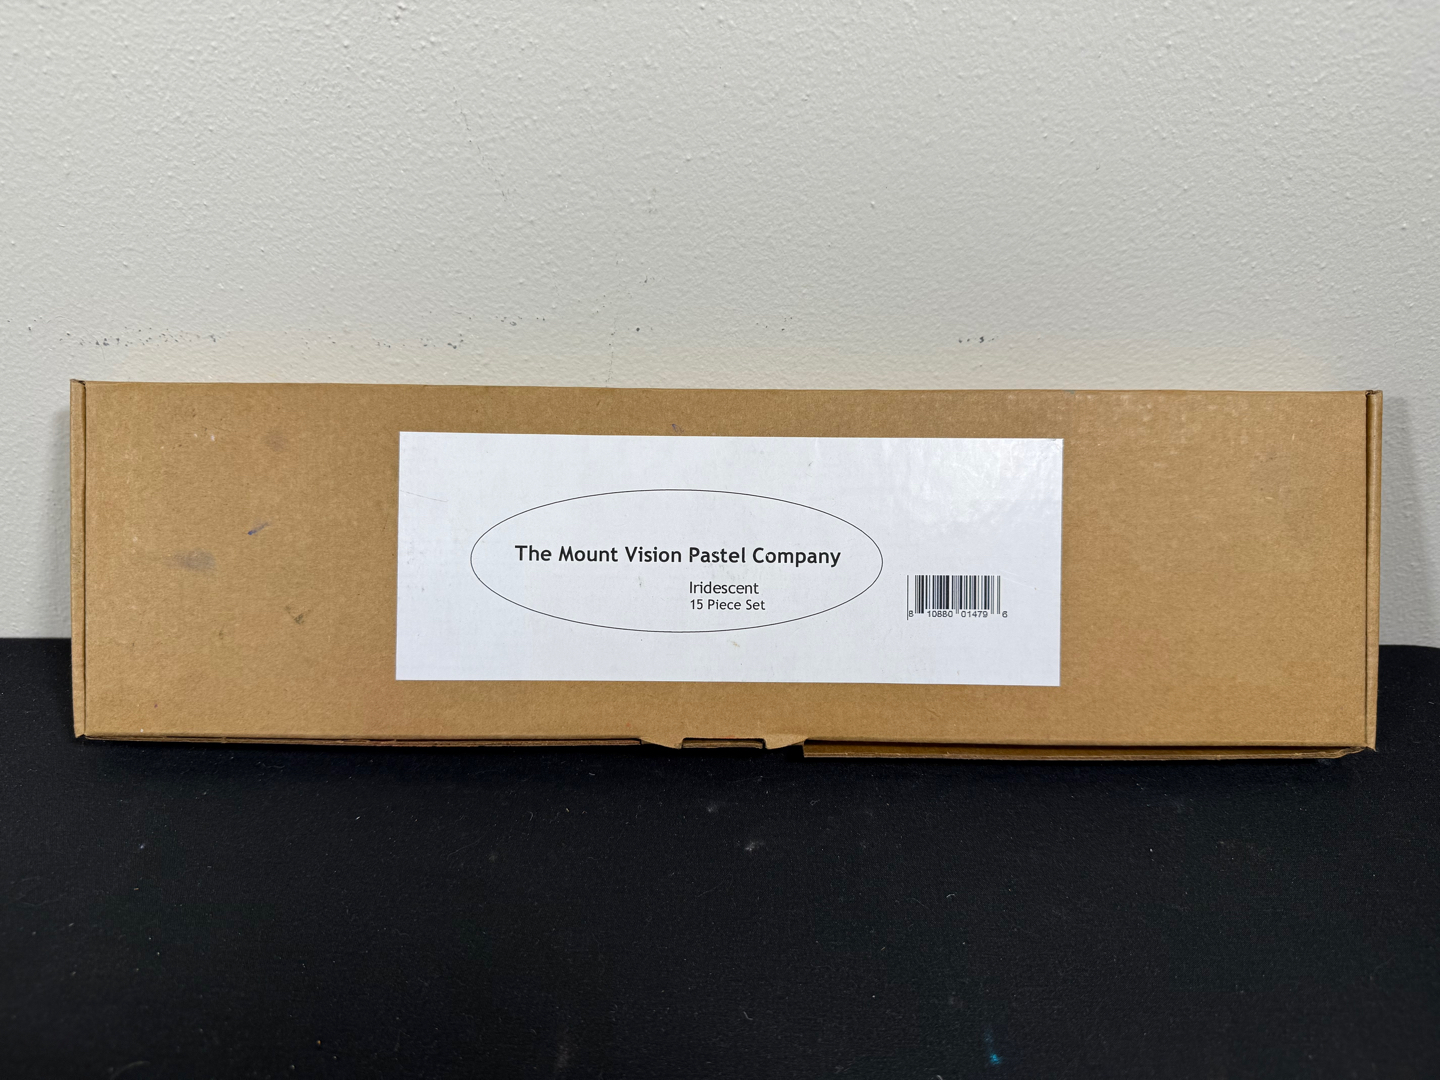 The Mount Vision Pastel Company
Iridescent
15 Piece Set
8 10880 01479 6